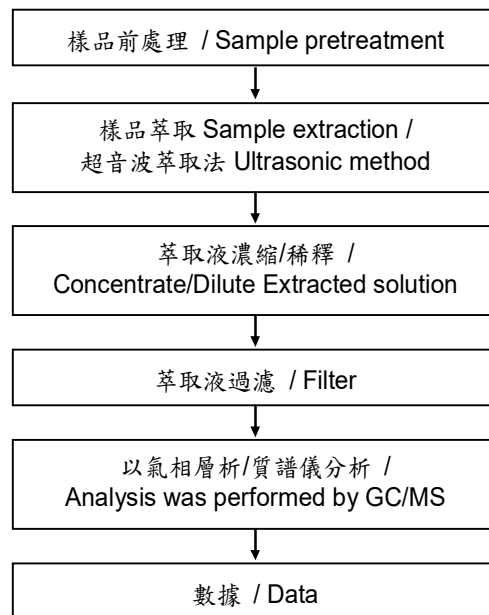 樣品前處理 / Sample pretreatment
樣品萃取 Sample extraction /
超音波萃取法 Ultrasonic method
萃取液濃縮/稀釋 /
Concentrate/Dilute Extracted solution
萃取液過濾 / Filter
以氣相層析/質譜儀分析 /
Analysis was performed by GC/MS
數據 / Data